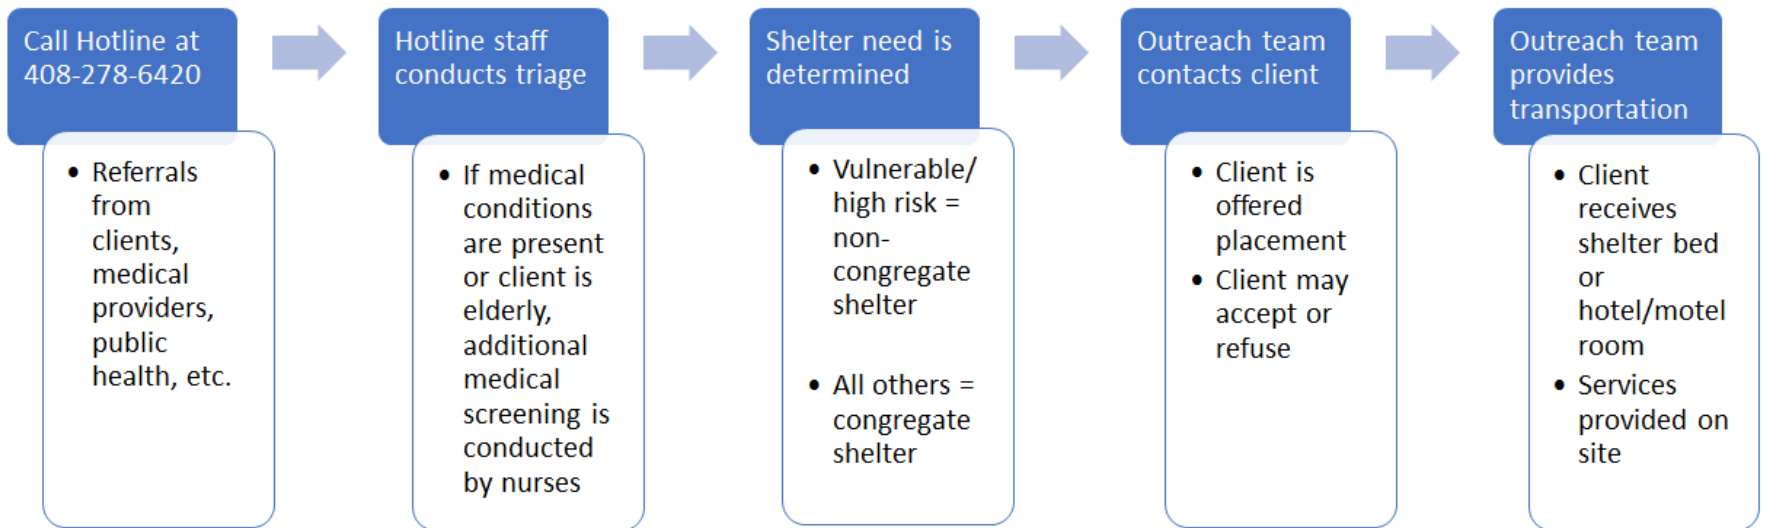 Call Hotline at
408-278-6420
• Referrals
from
clients,
medical
providers,
public
health, etc.
Hotline staff
conducts triage
• If medical
conditions
are present
or client is
elderly,
additional
medical
screening is
conducted
by nurses
Shelter need is
determined
• Vulnerable/
high risk =
non-
congregate
shelter
• All others =
congregate
shelter
Outreach team
contacts client
• Client is
offered
placement
• Client may
accept or
refuse
Outreach team
provides
transportation
• Client
receives
shelter bed
or
hotel/motel
room
• Services
provided on
site